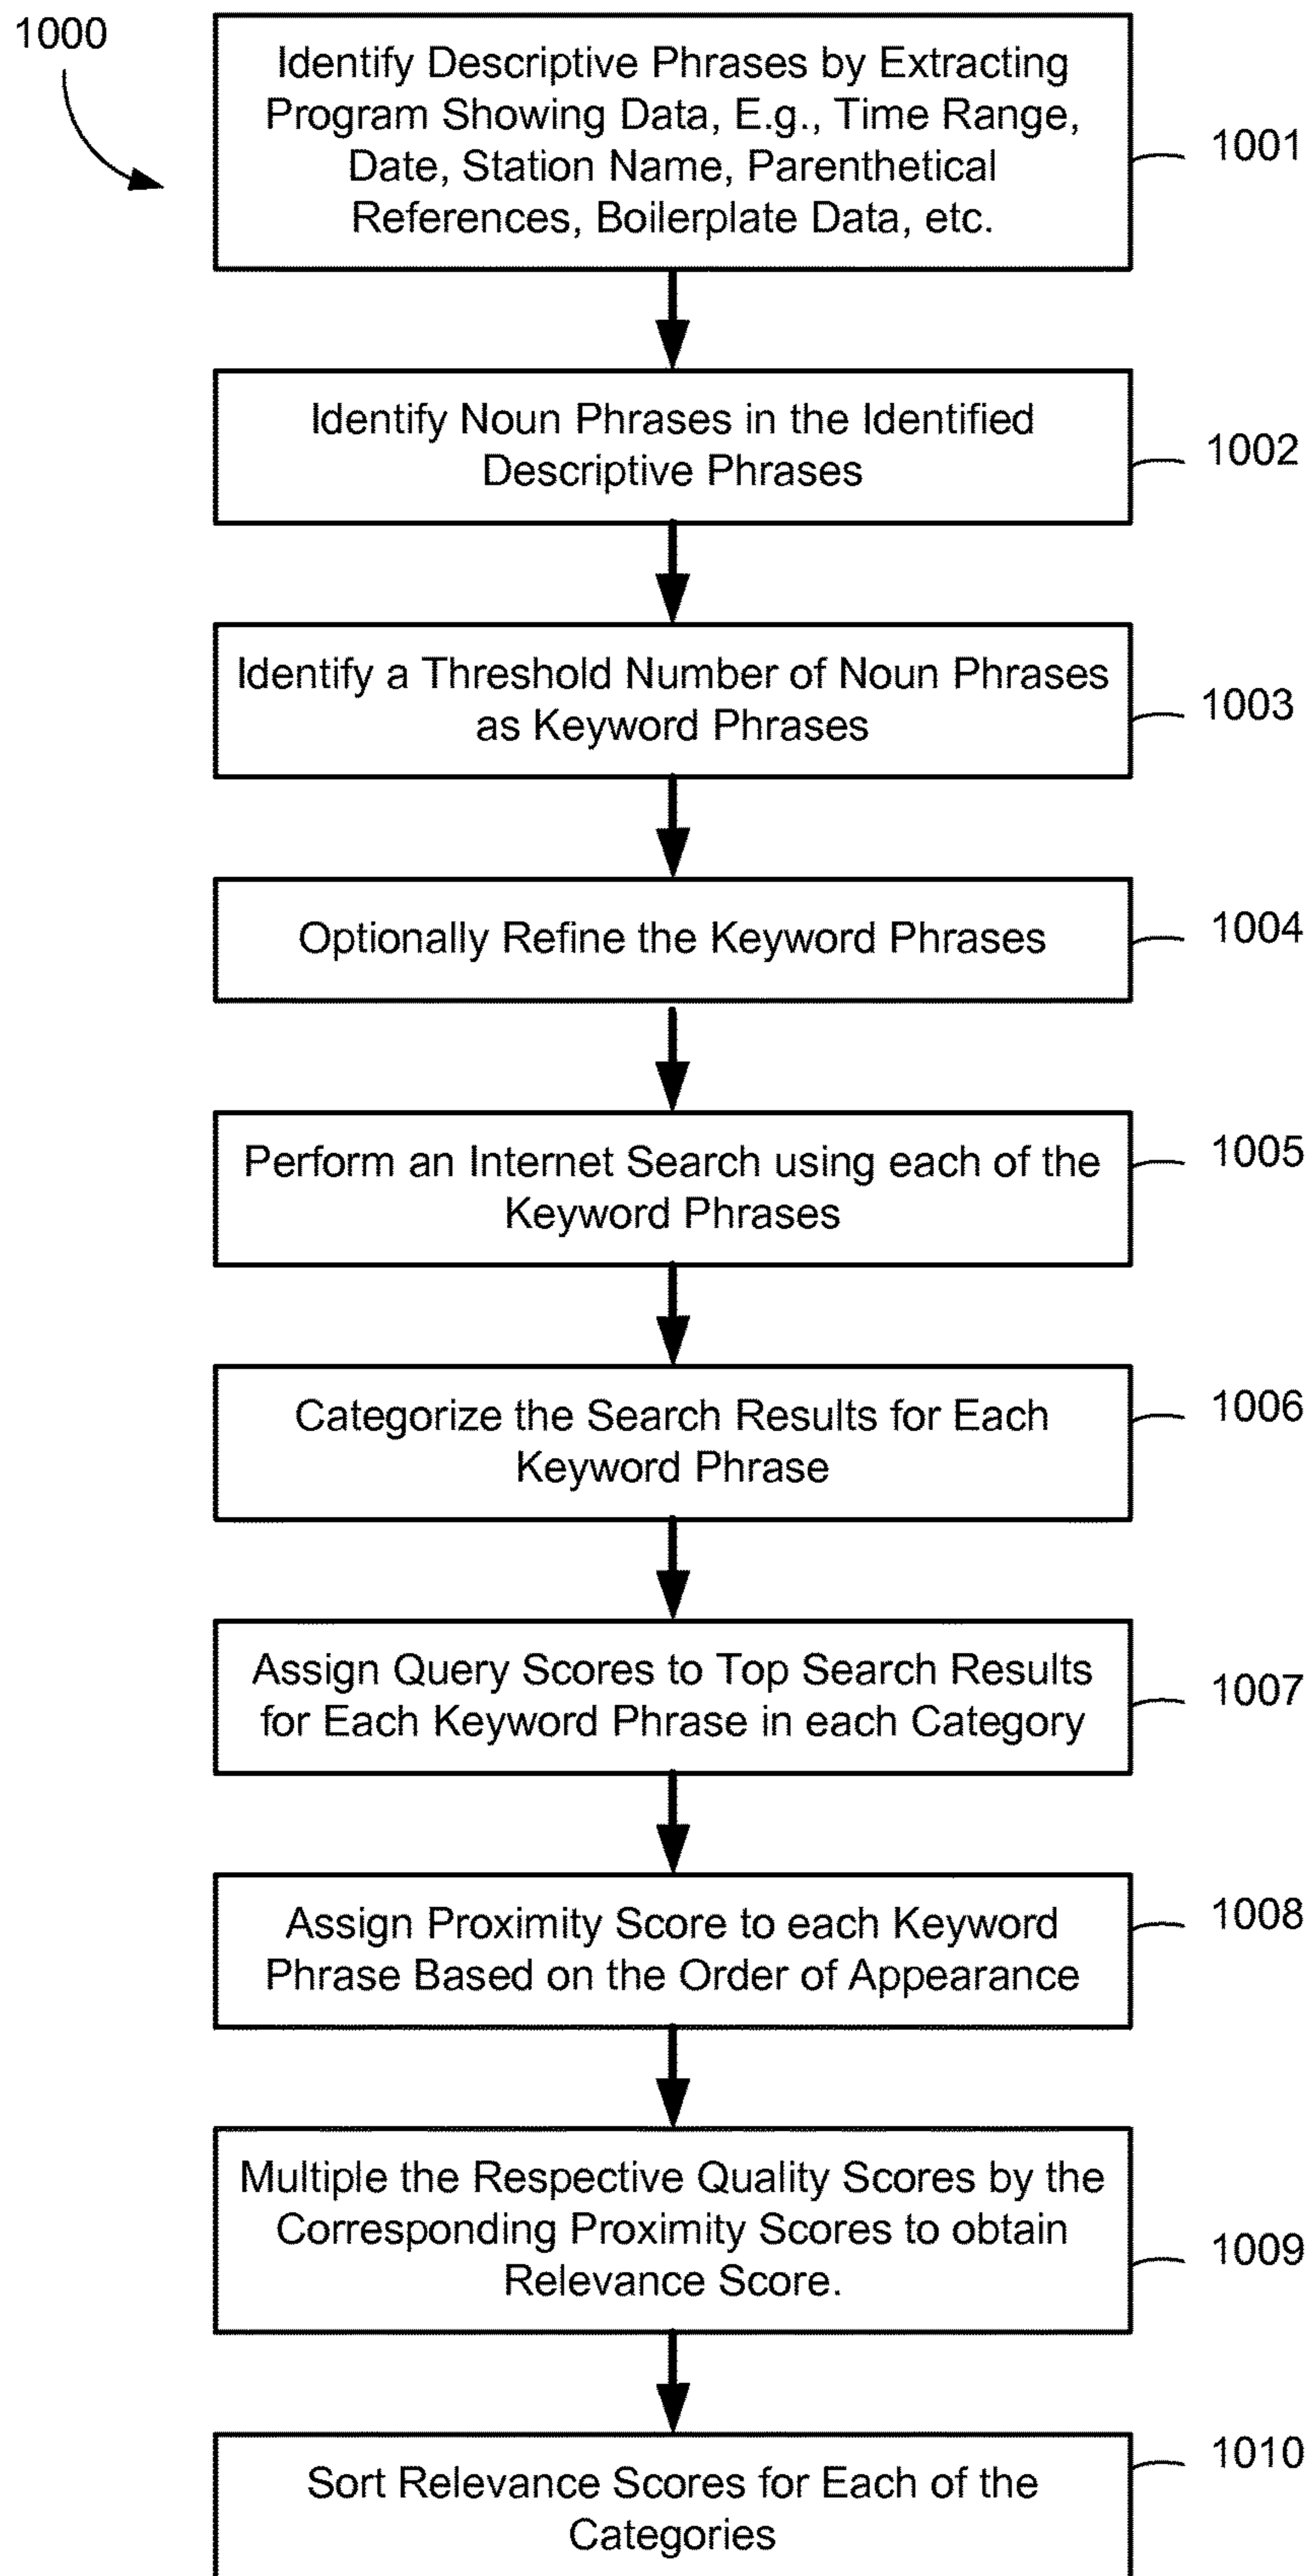 1000
Identify Descriptive Phrases by Extracting
Program Showing Data, E.g., Time Range,
Date, Station Name, Parenthetical
References, Boilerplate Data, etc.
1001
Identify Noun Phrases in the Identified
Descriptive Phrases
1002
Identify a Threshold Number of Noun Phrases
as Keyword Phrases
1003
Optionally Refine the Keyword Phrases
1004
Perform an Internet Search using each of the
Keyword Phrases
1005
Categorize the Search Results for Each
Keyword Phrase
1006
Assign Query Scores to Top Search Results
for Each Keyword Phrase in each Category
1007
Assign Proximity Score to each Keyword
Phrase Based on the Order of Appearance
1008
Multiple the Respective Quality Scores by the
Corresponding Proximity Scores to obtain
Relevance Score.
1009
Sort Relevance Scores for Each of the
Categories
1010